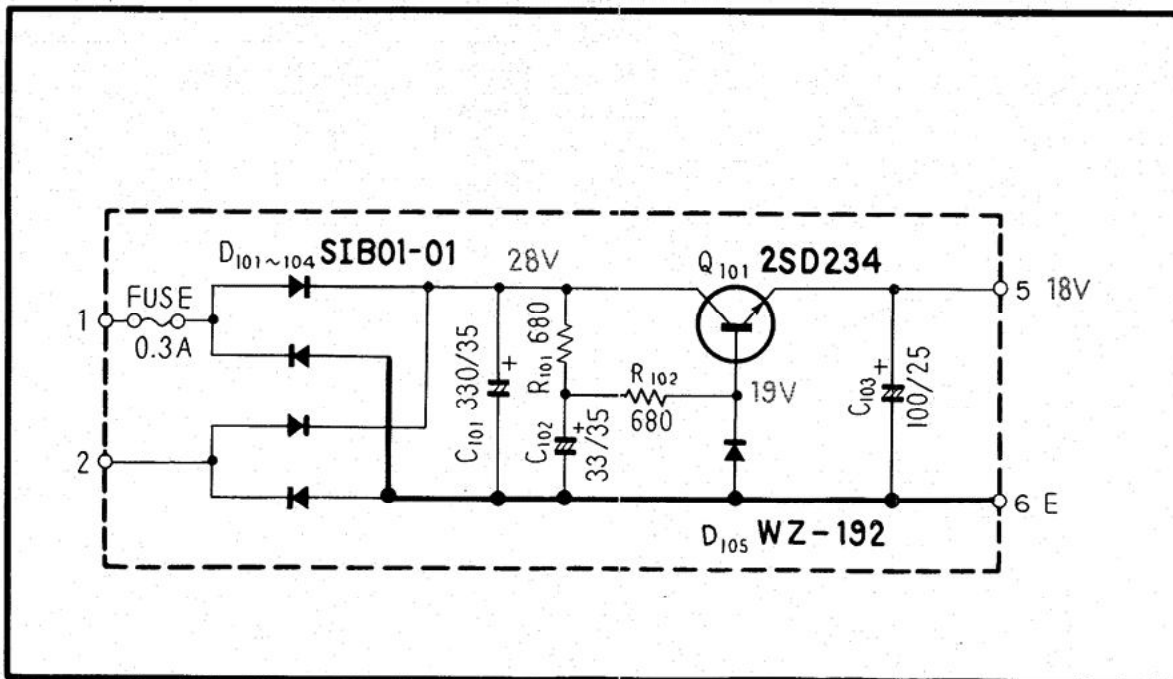 D101~104 SIB01-01
28V
Q101 2SD234
1
FUSE
0.3A
5 18V
C101 330/35
+
R101 680
R102
680
19V
C103 100/25
+
2
C102 33/35
+
6 E
D105 WZ-192